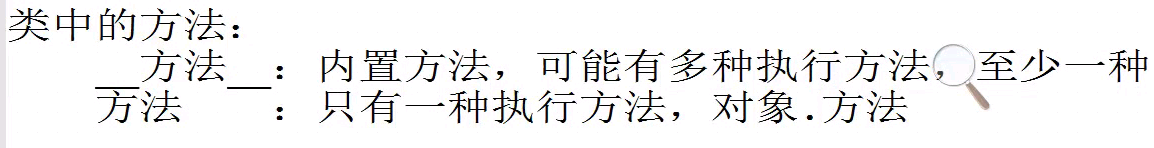 类中的方法：
__方法__：内置方法，可能有多种执行方法，至少一种
方法　　：只有一种执行方法，对象.方法